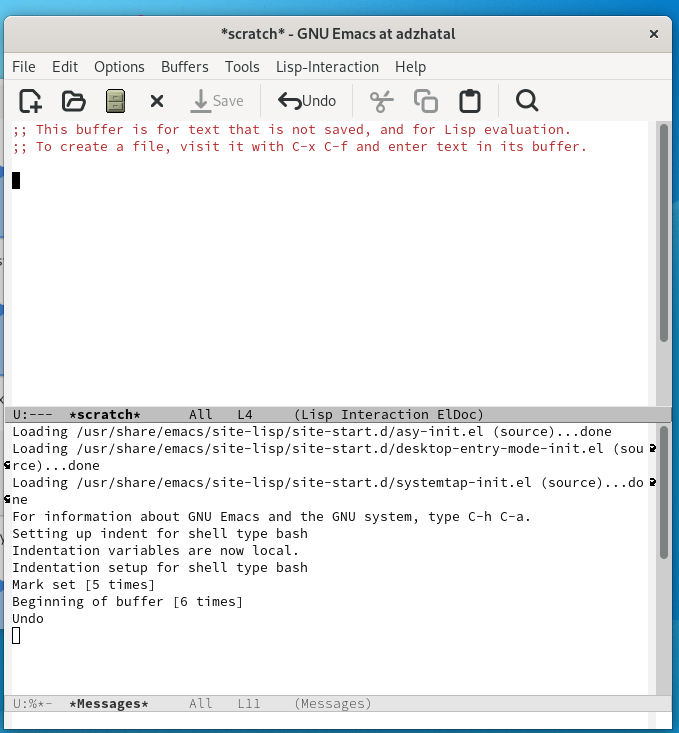 *scratch* - GNU Emacs at adzhatal ×
File Edit Options Buffers Tools Lisp-Interaction Help
Save Undo
;; This buffer is for text that is not saved, and for Lisp evaluation.
;; To create a file, visit it with C-x C-f and enter text in its buffer.
U:--- *scratch* All L4 (Lisp Interaction ElDoc)
Loading /usr/share/emacs/site-lisp/site-start.d/asy-init.el (source)...done
Loading /usr/share/emacs/site-lisp/site-start.d/desktop-entry-mode-init.el (sou
rce)...done
Loading /usr/share/emacs/site-lisp/site-start.d/systemtap-init.el (source)...do
ne
For information about GNU Emacs and the GNU system, type C-h C-a.
Setting up indent for shell type bash
Indentation variables are now local.
Indentation setup for shell type bash
Mark set [5 times]
Beginning of buffer [6 times]
Undo
U:%*- *Messages* All L11 (Messages)